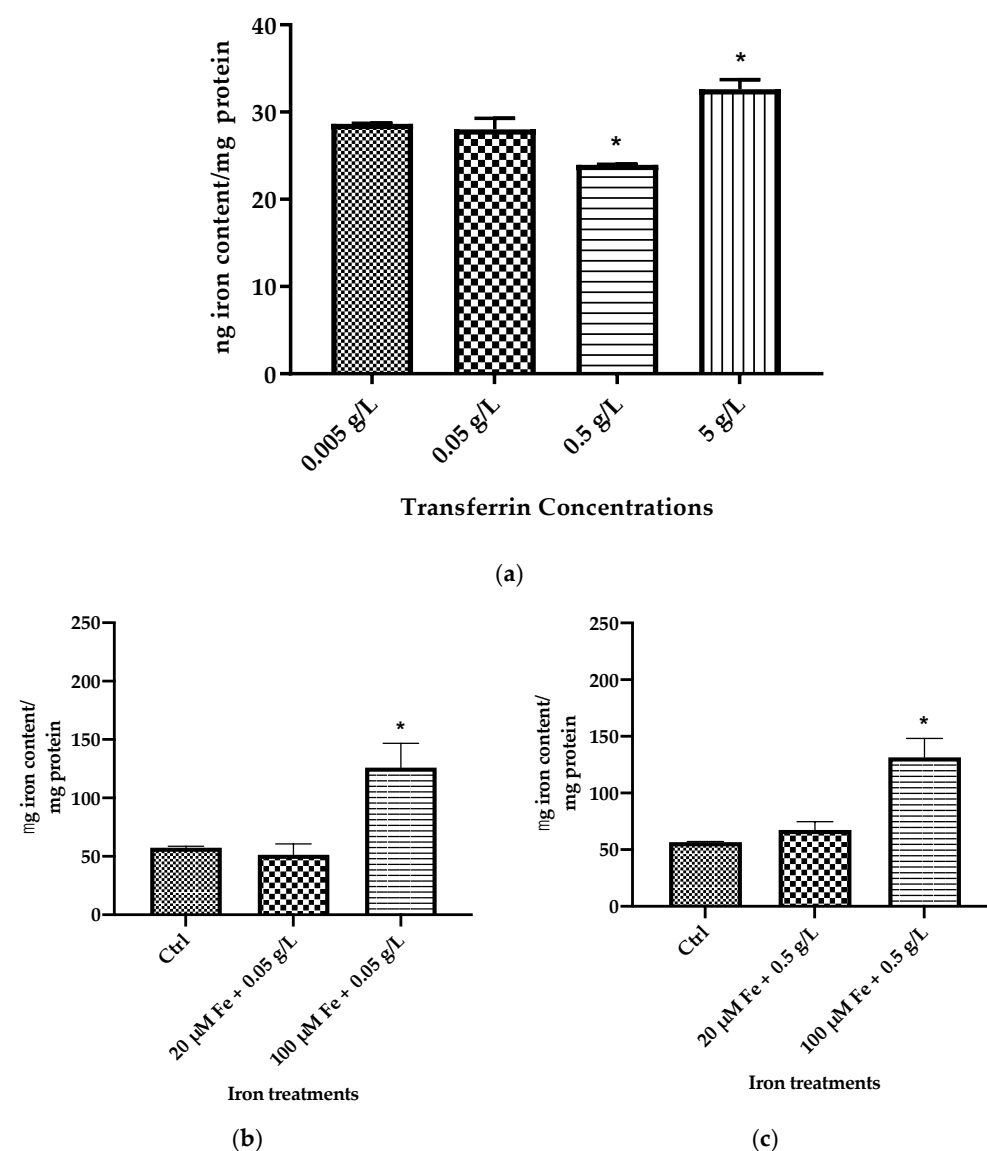 ng iron content/mg protein
40
30
20
10
0
*
*
0.005 g/L
0.05 g/L
0.5 g/L
5 g/L
Transferrin Concentrations
(a)
mg iron content/
mg protein
250
200
150
100
50
0
*
Ctrl
20 µM Fe + 0.05 g/L
100 µM Fe + 0.05 g/L
Iron treatments
(b)
mg iron content/
mg protein
250
200
150
100
50
0
*
Ctrl
20 µM Fe + 0.5 g/L
100 µM Fe + 0.5 g/L
Iron treatments
(c)